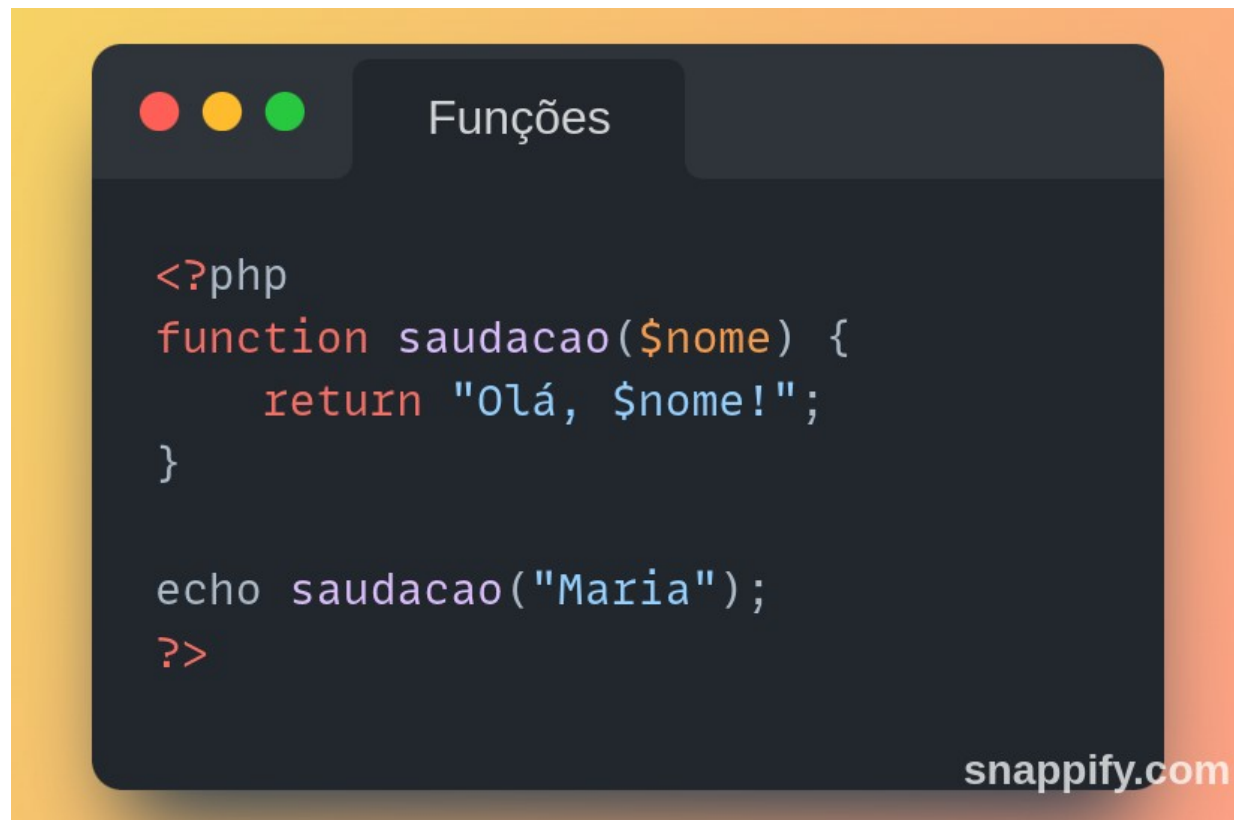 Funções
<?php
function saudacao($nome) {
    return "Olá, $nome!";
}
echo saudacao("Maria");
?>
snappify.com